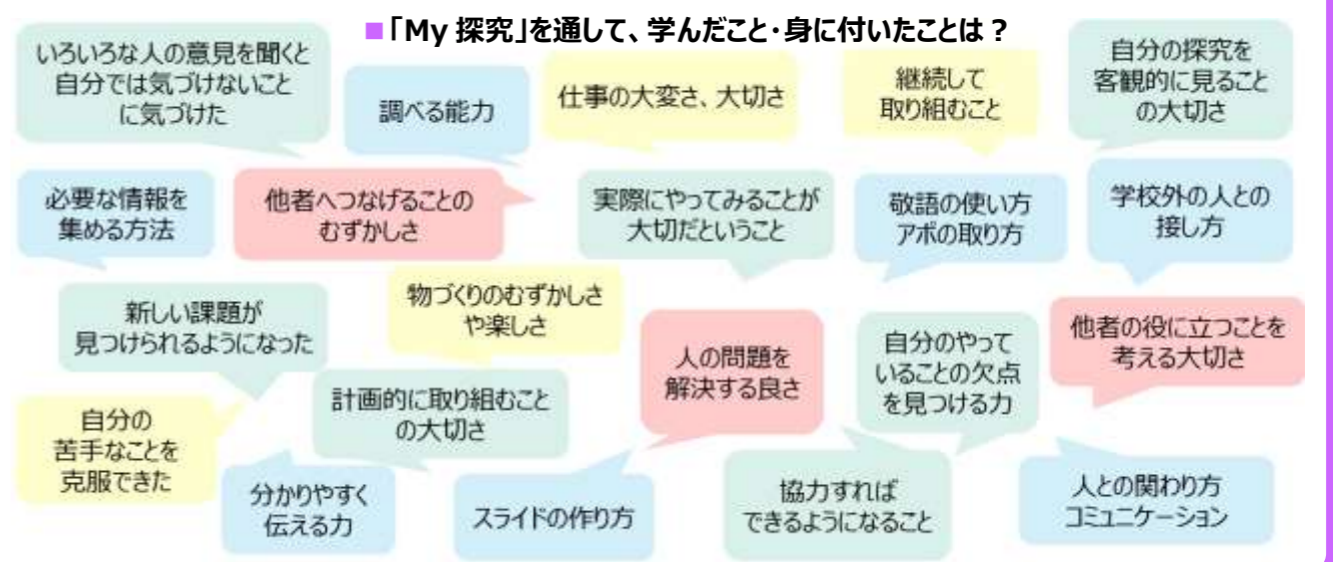 ■「My 探究」を通して、学んだこと・身に付いたことは?
いろいろな人の意見を聞くと
自分では気づけないこと
に気づけた
調べる能力
仕事の大変さ、大切さ
継続して
取り組むこと
自分の探究を
客観的に見ること
の大切さ
必要な情報を
集める方法
他者へつなげることの
むずかしさ
実際にやってみることが
大切だということ
敬語の使い方
アポの取り方
学校外の人との
接し方
新しい課題が
見つけられるようになった
物づくりのむずかしさ
や楽しさ
人の問題を
解決する良さ
自分のやって
いることの欠点
を見つける力
他者の役に立つことを
考える大切さ
自分の
苦手なことを
克服できた
計画的に取り組むこと
の大切さ
分かりやすく
伝える力
スライドの作り方
協力すれば
できるようになること
人との関わり方
コミュニケーション